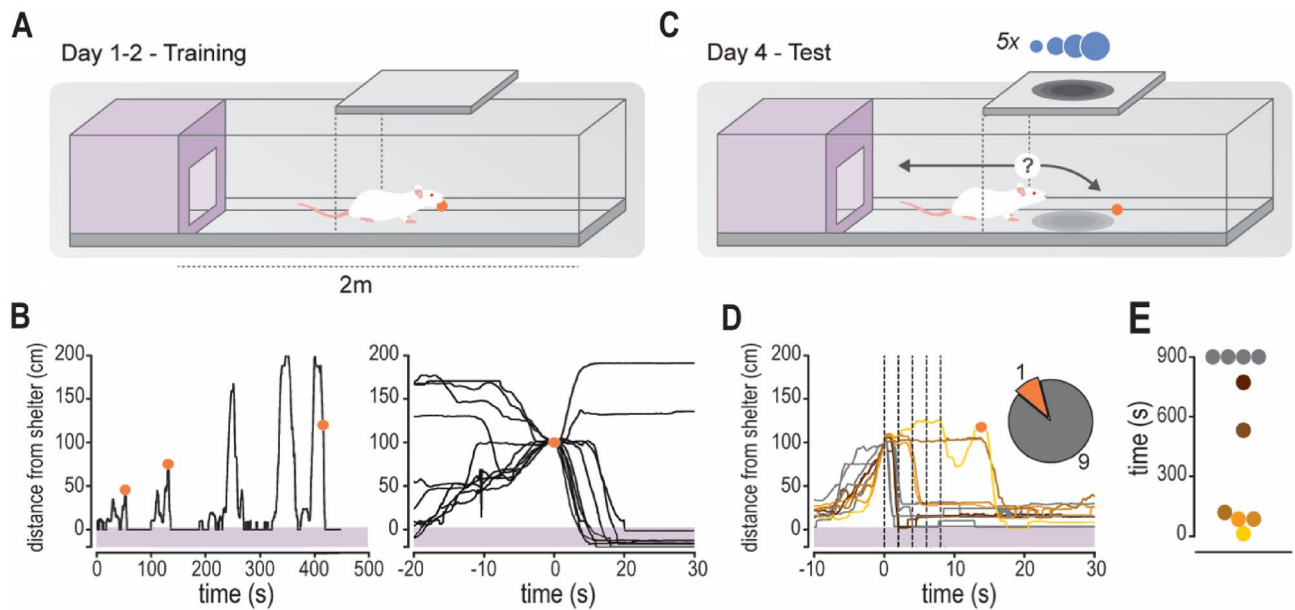 A
Day 1-2 - Training
2m
C
Day 4 - Test
5x
?
B
distance from shelter (cm)
200
150
100
50
0
0 100 200 300 400 500
time (s)
200
150
100
50
0
-20 -10 0 10 20 30
time (s)
D
distance from shelter (cm)
200
150
100
50
0
-10 0 10 20 30
time (s)
1
9
E
time (s)
900
600
300
0